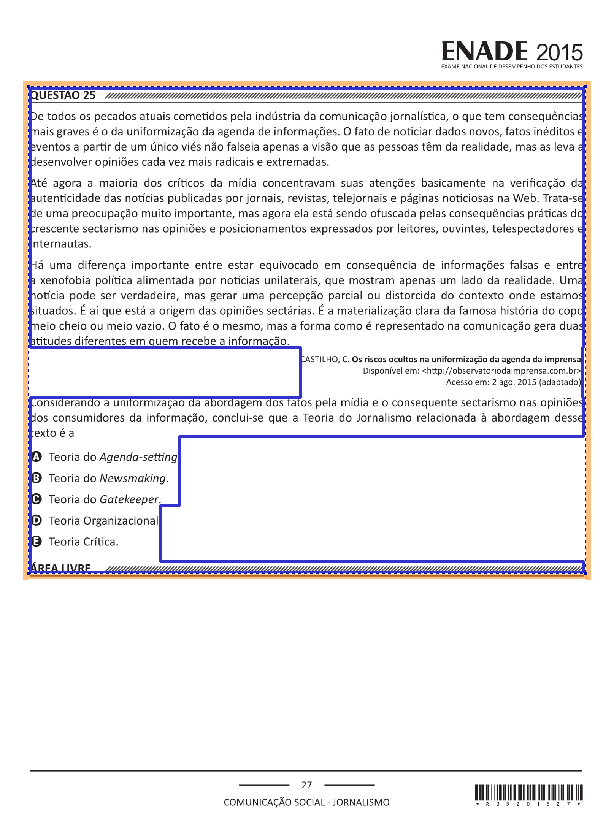 ENADE 2015
EXAME NACIONAL DE DESEMPENHO DOS ESTUDANTES
QUESTÃO 25
De todos os pecados atuais cometidos pela indústria da comunicação jornalística, o que tem consequências
mais graves é o da uniformização da agenda de informações. O fato de noticiar dados novos, fatos inéditos e
eventos a partir de um único viés não falseia apenas a visão que as pessoas têm da realidade, mas as leva a
desenvolver opiniões cada vez mais radicais e extremadas.
Até agora a maioria dos críticos da mídia concentravam suas atenções basicamente na verificação da
autenticidade das notícias publicadas por jornais, revistas, telejornais e páginas noticiosas na Web. Trata-se
de uma preocupação muito importante, mas agora ela está sendo ofuscada pelas consequências práticas do
crescente sectarismo nas opiniões e posicionamentos expressados por leitores, ouvintes, telespectadores e
internautas.
Há uma diferença importante entre estar equivocado em consequência de informações falsas e entre
a xenofobia política alimentada por notícias unilaterais, que mostram apenas um lado da realidade. Uma
notícia pode ser verdadeira, mas gerar uma percepção parcial ou distorcida do contexto onde estamos
situados. É aí que está a origem das opiniões sectárias. É a materialização clara da famosa história do copo
meio cheio ou meio vazio. O fato é o mesmo, mas a forma como é representado na comunicação gera duas
atitudes diferentes em quem recebe a informação.
CASTILHO, C. Os riscos ocultos na uniformização da agenda da imprensa.
Disponível em: <http://observatoriodaimprensa.com.br>.
Acesso em: 2 ago. 2015 (adaptado).
Considerando a uniformização da abordagem dos fatos pela mídia e o consequente sectarismo nas opiniões
dos consumidores da informação, conclui-se que a Teoria do Jornalismo relacionada à abordagem desse
texto é a
A Teoria do Agenda-setting.
B Teoria do Newsmaking.
C Teoria do Gatekeeper.
D Teoria Organizacional.
E Teoria Crítica.
ÁREA LIVRE
27
COMUNICAÇÃO SOCIAL - JORNALISMO
*R3520152 7*